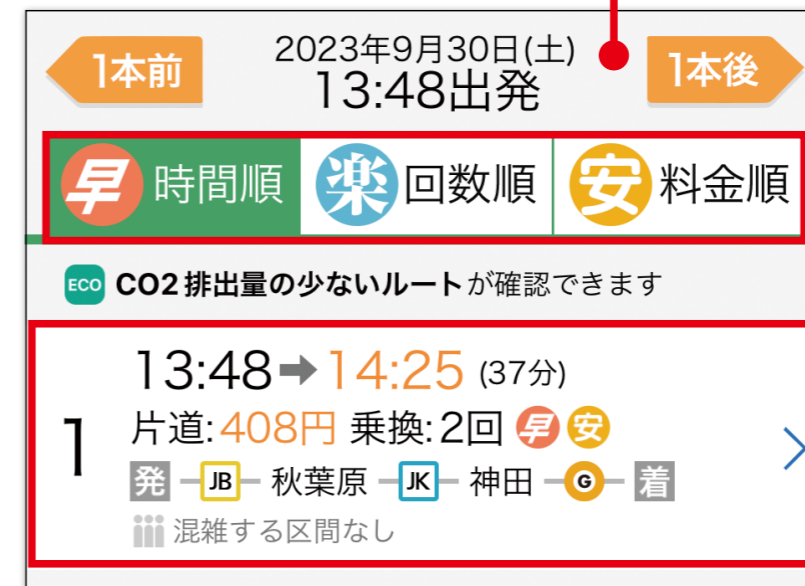 1本前
2023年9月30日(土)
13:48出発
1本後
早 時間順
楽 回数順
安 料金順
ECO CO2排出量の少ないルートが確認できます
1
13:48➡14:25 (37分)
片道:408円 乗換:2回 早 安
発 JB 秋葉原 JK 神田 G 着
混雑する区間なし